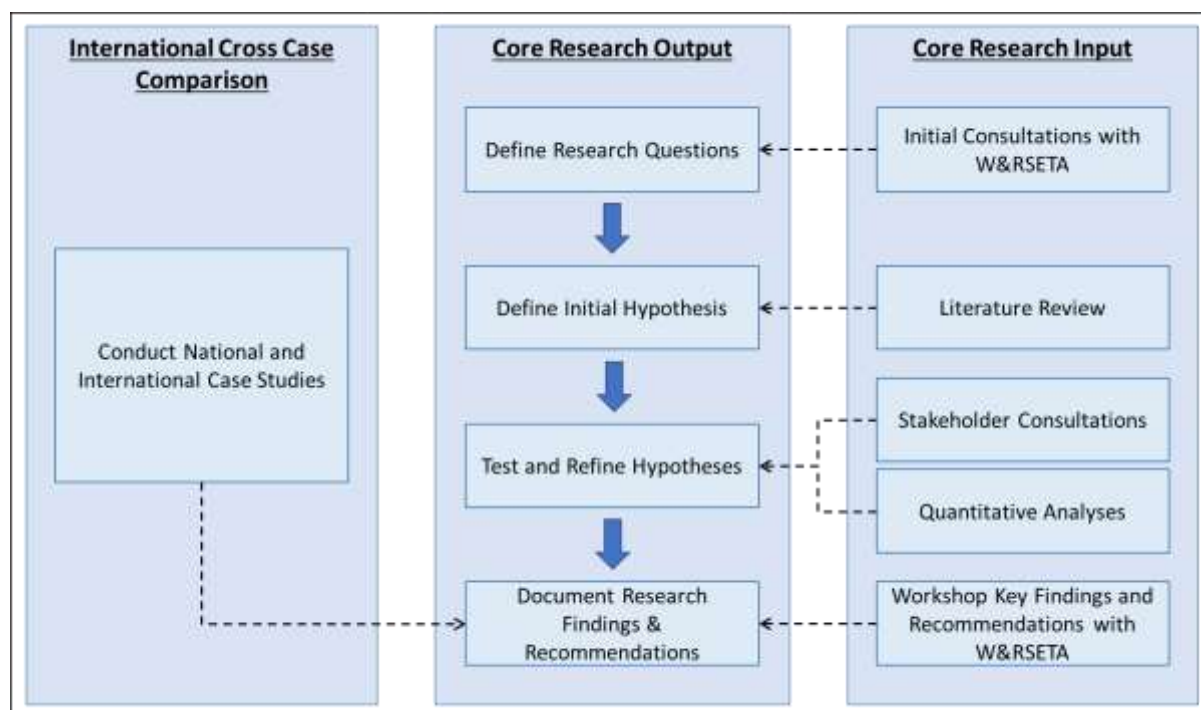 International Cross Case
Comparison
Conduct National and
International Case Studies
Core Research Output
Define Research Questions
Define Initial Hypothesis
Test and Refine Hypotheses
Document Research
Findings &
Recommendations
Core Research Input
Initial Consultations with
W&RSETA
Literature Review
Stakeholder Consultations
Quantitative Analyses
Workshop Key Findings and
Recommendations with
W&RSETA